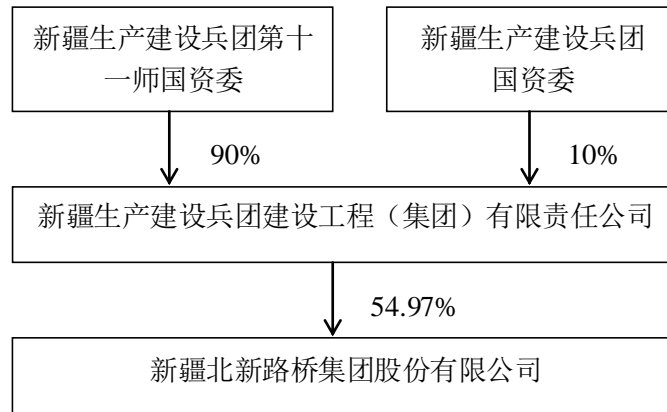 新疆生产建设兵团第十
一师国资委
新疆生产建设兵团
国资委
90%
10%
新疆生产建设兵团建设工程（集团）有限责任公司
54.97%
新疆北新路桥集团股份有限公司